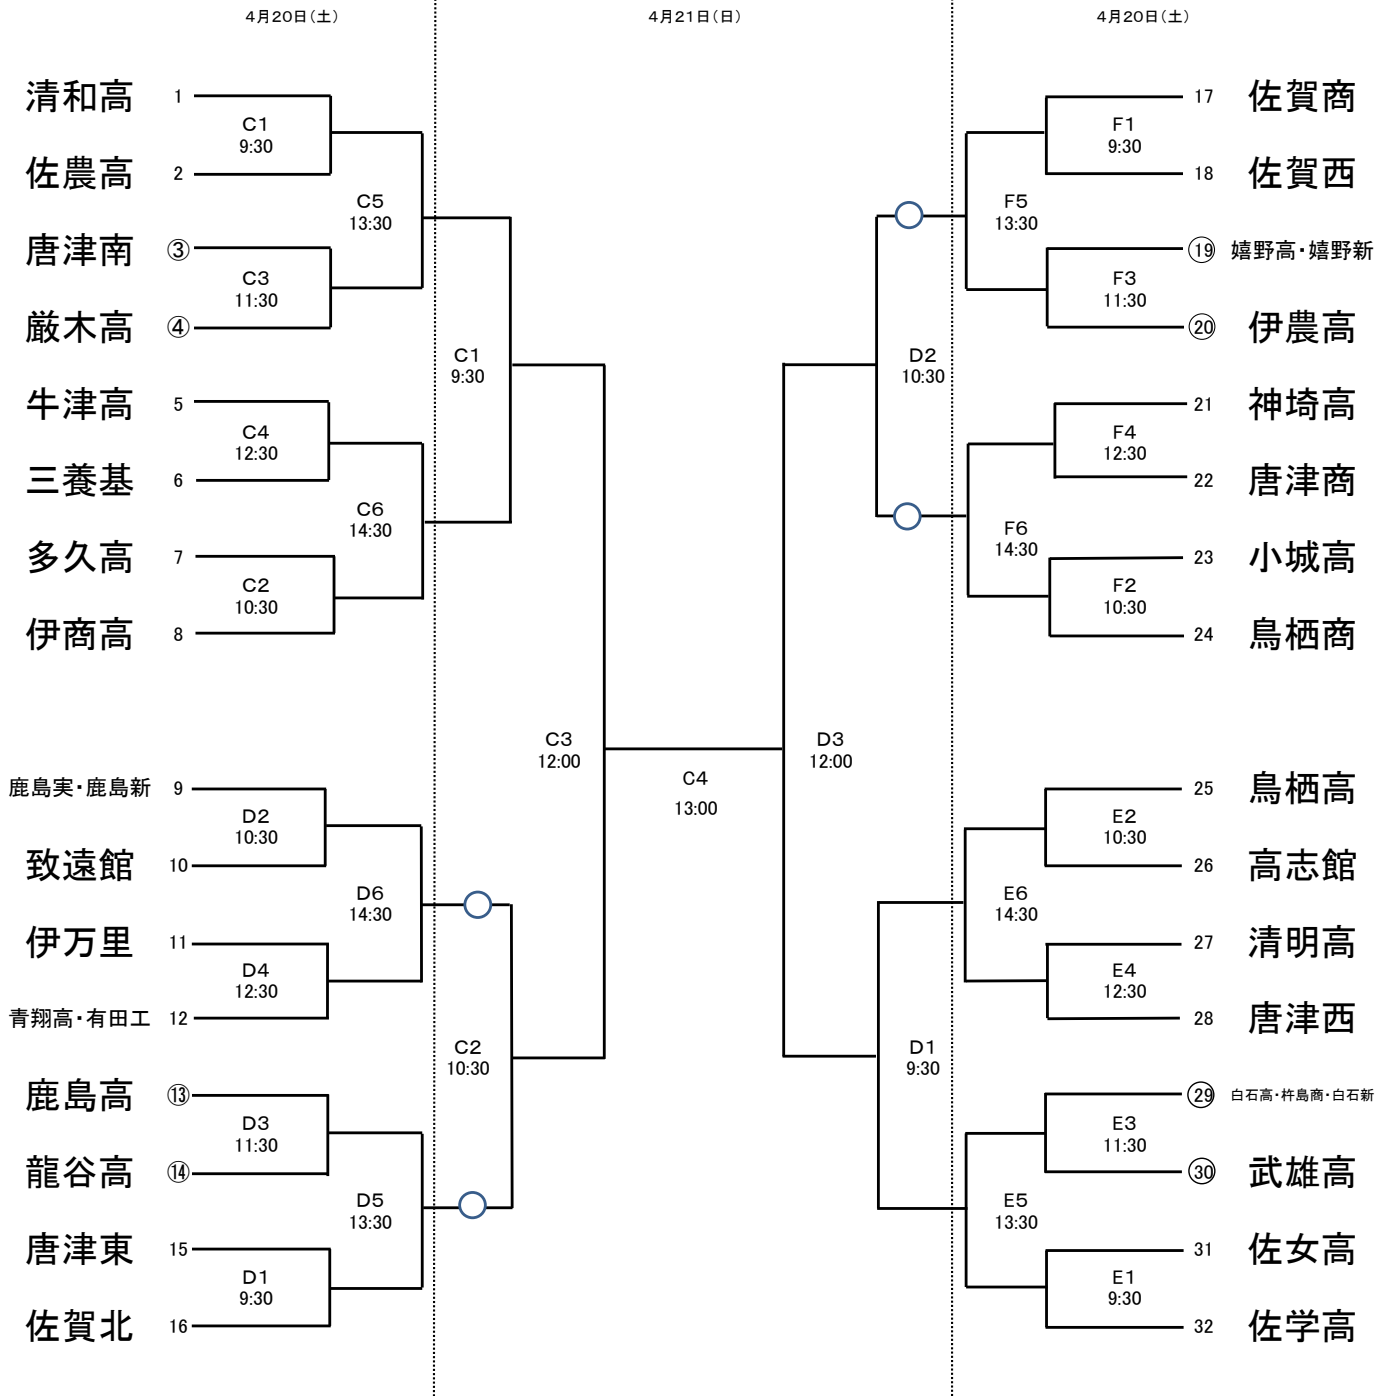 4月20日(土)
4月21日(日)
4月20日(土)
清和高 1
C1
9:30
佐農高 2
C5
13:30
唐津南 ③
C3
11:30
厳木高 ④
C1
9:30
牛津高 5
C4
12:30
三養基 6
C6
14:30
多久高 7
C2
10:30
伊商高 8
C3
12:00
鹿島実・鹿島新 9
D2
10:30
致遠館 10
D6
14:30
伊万里 11
D4
12:30
青翔高・有田工 12
C2
10:30
鹿島高 ⑬
D3
11:30
龍谷高 ⑭
D5
13:30
唐津東 15
D1
9:30
佐賀北 16
C4
13:00
17 佐賀商
F1
9:30
18 佐賀西
F5
13:30
⑲ 嬉野高・嬉野新
F3
11:30
⑳ 伊農高
D2
10:30
21 神埼高
F4
12:30
22 唐津商
F6
14:30
23 小城高
F2
10:30
24 鳥栖商
D3
12:00
25 鳥栖高
E2
10:30
26 高志館
E6
14:30
27 清明高
E4
12:30
28 唐津西
D1
9:30
㉙ 白石高・杵島商・白石新
E3
11:30
㉚ 武雄高
E5
13:30
31 佐女高
E1
9:30
32 佐学高